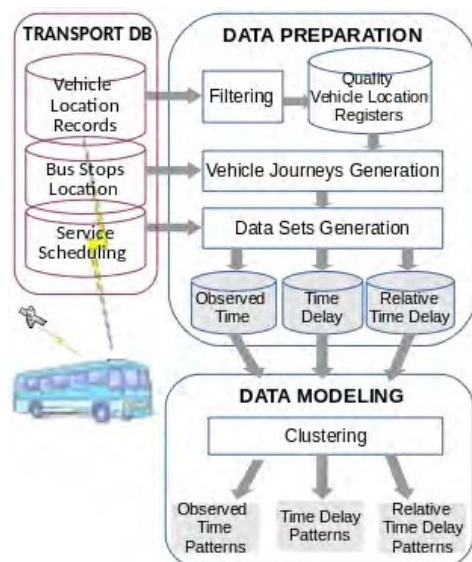 TRANSPORT DB
Vehicle
Location
Records
Bus Stops
Location
Service
Scheduling
DATA PREPARATION
Filtering
Quality
Vehicle Location
Registers
Vehicle Journeys Generation
Data Sets Generation
Observed
Time
Time
Delay
Relative
Time Delay
DATA MODELING
Clustering
Observed
Time
Patterns
Time Delay
Patterns
Relative
Time Delay
Patterns